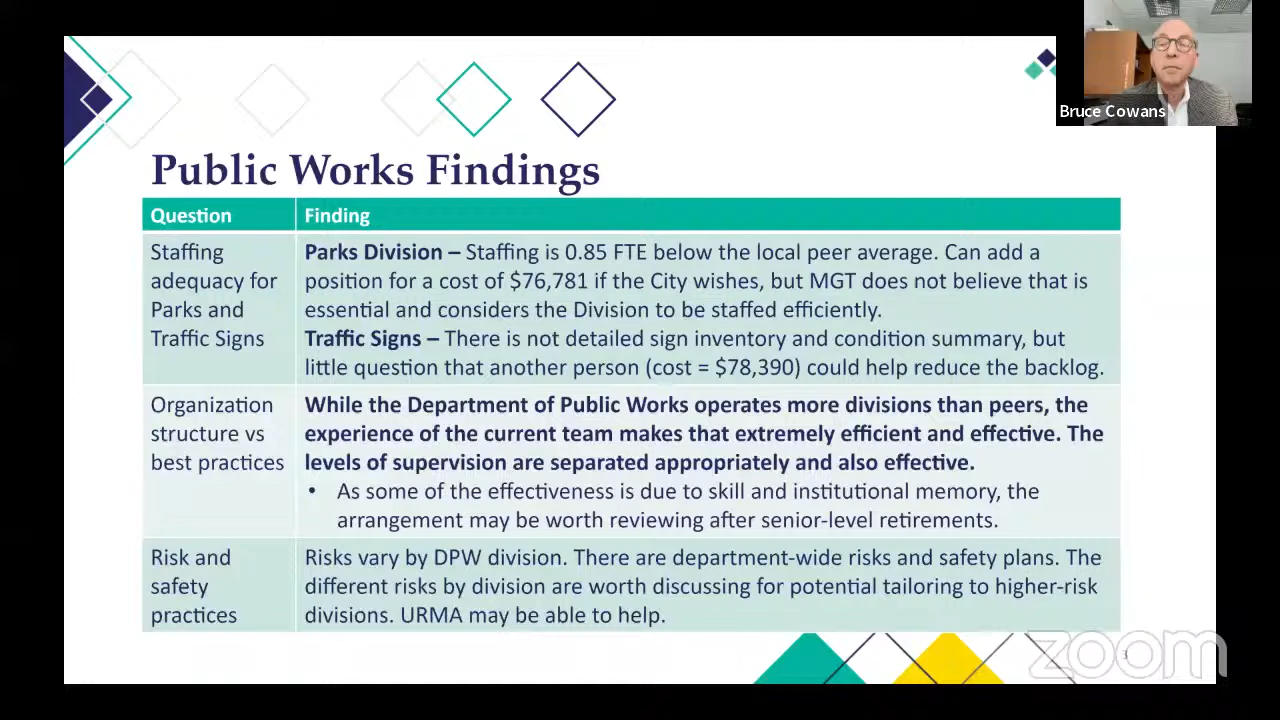 Bruce Cowans
Public Works Findings
Question
Finding
Staffing
adequacy for
Parks and
Traffic Signs
Parks Division – Staffing is 0.85 FTE below the local peer average. Can add a
position for a cost of $76,781 if the City wishes, but MGT does not believe that is
essential and considers the Division to be staffed efficiently.
Traffic Signs – There is not detailed sign inventory and condition summary, but
little question that another person (cost = $78,390) could help reduce the backlog.
Organization
structure vs
best practices
While the Department of Public Works operates more divisions than peers, the
experience of the current team makes that extremely efficient and effective. The
levels of supervision are separated appropriately and also effective.
• As some of the effectiveness is due to skill and institutional memory, the
arrangement may be worth reviewing after senior-level retirements.
Risk and
safety
practices
Risks vary by DPW division. There are department-wide risks and safety plans. The
different risks by division are worth discussing for potential tailoring to higher-risk
divisions. URMA may be able to help.
3
zoom